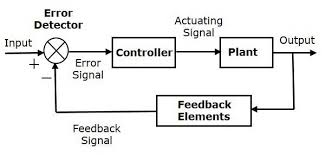 Error
Detector
Input
+
−
Error
Signal
Controller
Actuating
Signal
Plant
Output
Feedback
Elements
Feedback
Signal